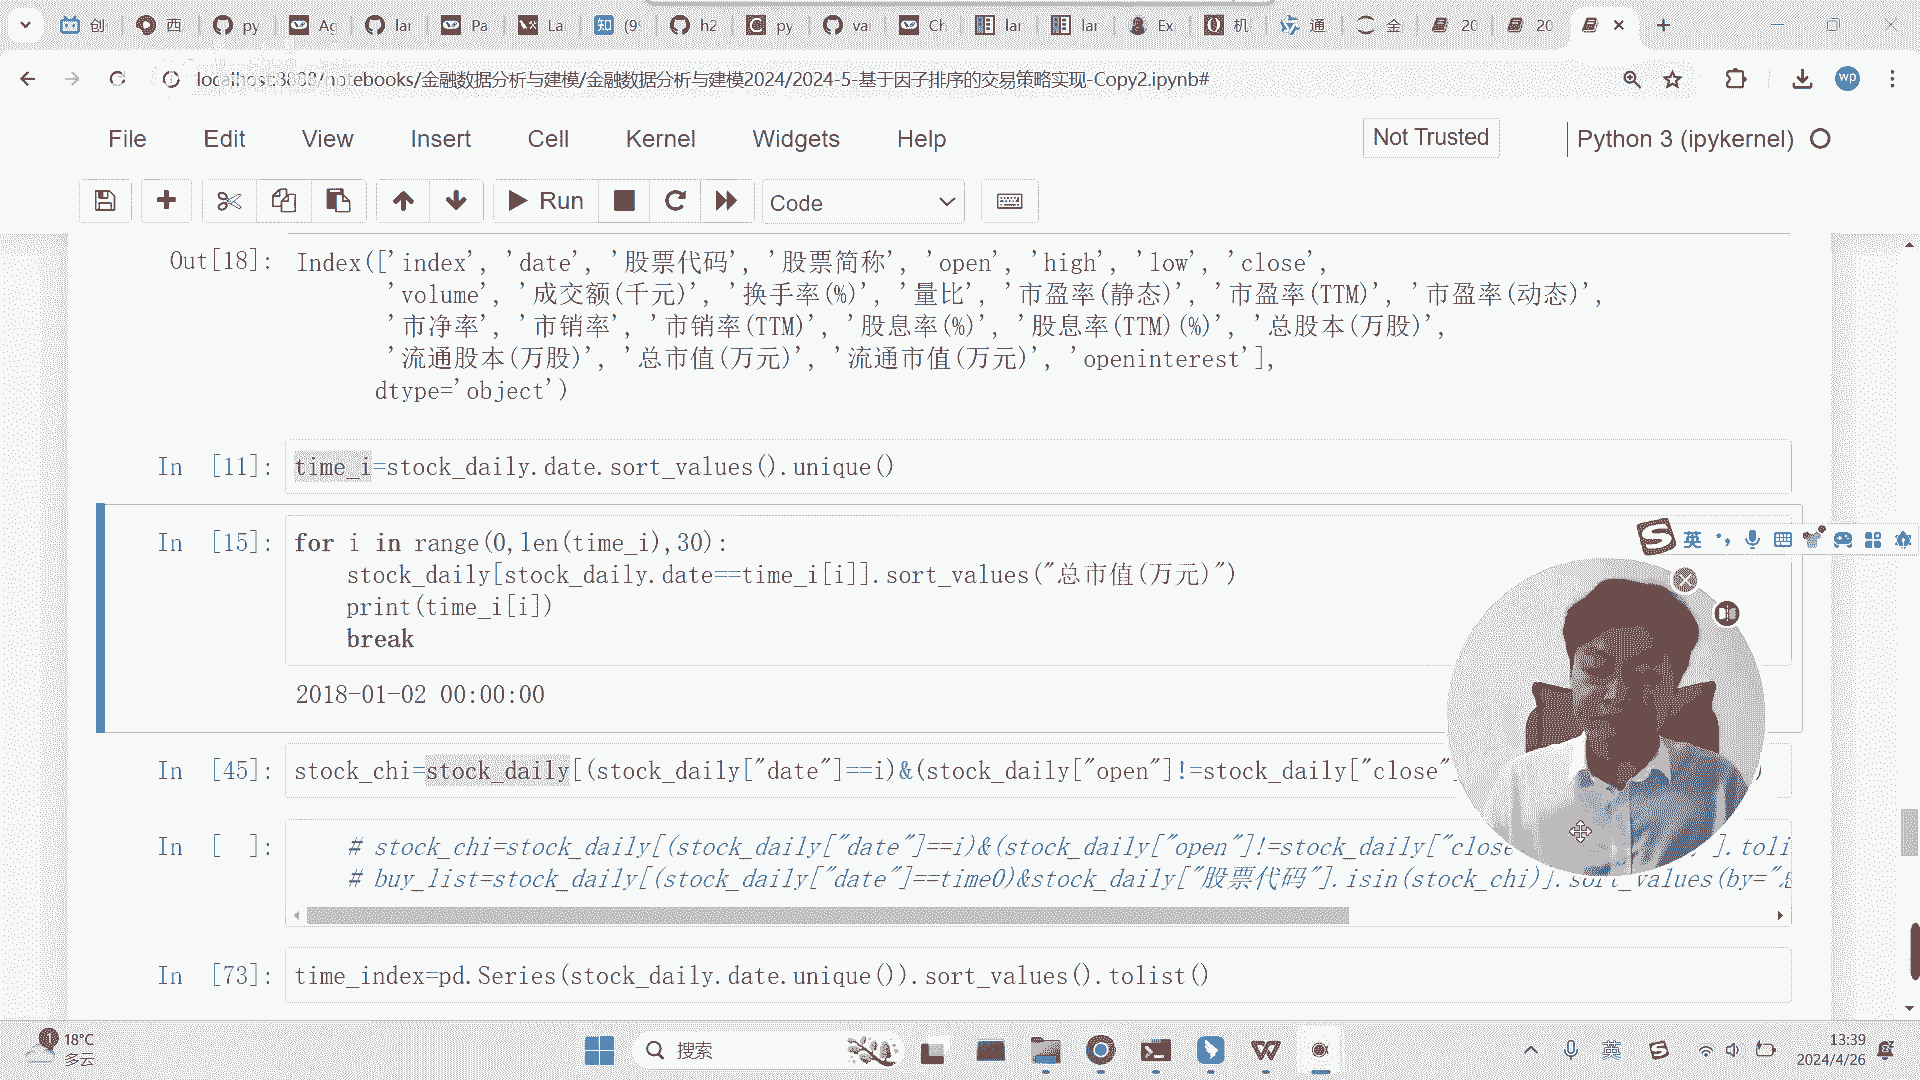 创
西
py
Ag
lar
Pa
La
知 (9
h2
py
va
Ch
lar
lar
Ex
机
通
金
20
20
localhost:8888/notebooks/金融数据分析与建模/金融数据分析与建模2024/2024-5-基于因子排序的交易策略实现-Copy2.ipynb#
wp
File Edit View Insert Cell Kernel Widgets Help
Not Trusted
Python 3 (ipykernel)
Run
Code
Out[18]: Index(['index', 'date', '股票代码', '股票简称', 'open', 'high', 'low', 'close',
'volume', '成交额(千元)', '换手率(%)', '量比', '市盈率(静态)', '市盈率(TTM)', '市盈率(动态)',
'市净率', '市销率', '市销率(TTM)', '股息率(%)', '股息率(TTM)(%)', '总股本(万股)',
'流通股本(万股)', '总市值(万元)', '流通市值(万元)', 'openinterest'],
dtype='object')
In [11]: time_i=stock_daily.date.sort_values().unique()
In [15]: for i in range(0,len(time_i),30):
stock_daily[stock_daily.date==time_i[i]].sort_values("总市值(万元)")
print(time_i[i])
break
英
2018-01-02 00:00:00
In [45]: stock_chi=stock_daily[(stock_daily["date"]==i)&(stock_daily["open"]!=stock_daily["close"
In [ ]: # stock_chi=stock_daily[(stock_daily["date"]==i)&(stock_daily["open"]!=stock_daily["close
].toli
# buy_list=stock_daily[(stock_daily["date"]==time0)&stock_daily["股票代码"].isin(stock_chi)].sort_values(by="总
In [73]: time_index=pd.Series(stock_daily.date.unique()).sort_values().tolist()
1
18°C
多云
搜索
英
13:39
2024/4/26